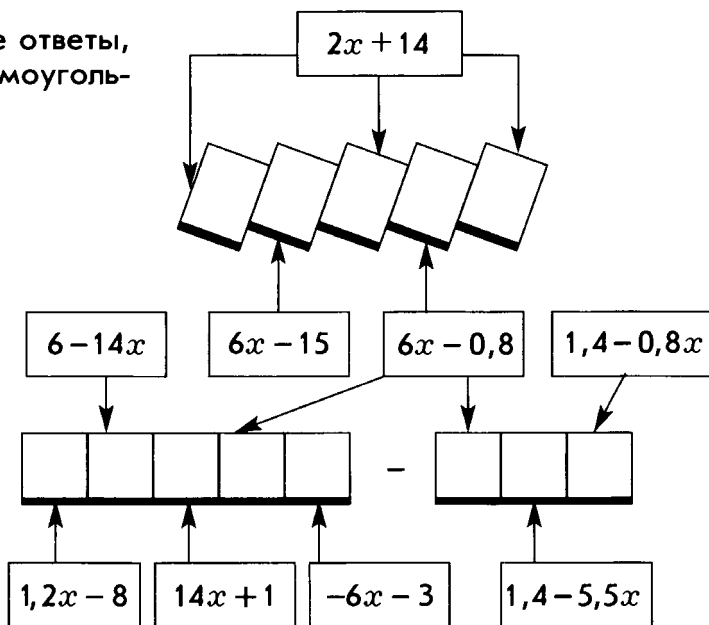 е ответы,
моуголь-
2x + 14
6 − 14x
6x − 15
6x − 0,8
1,4 − 0,8x
−
1,2x − 8
14x + 1
−6x − 3
1,4 − 5,5x